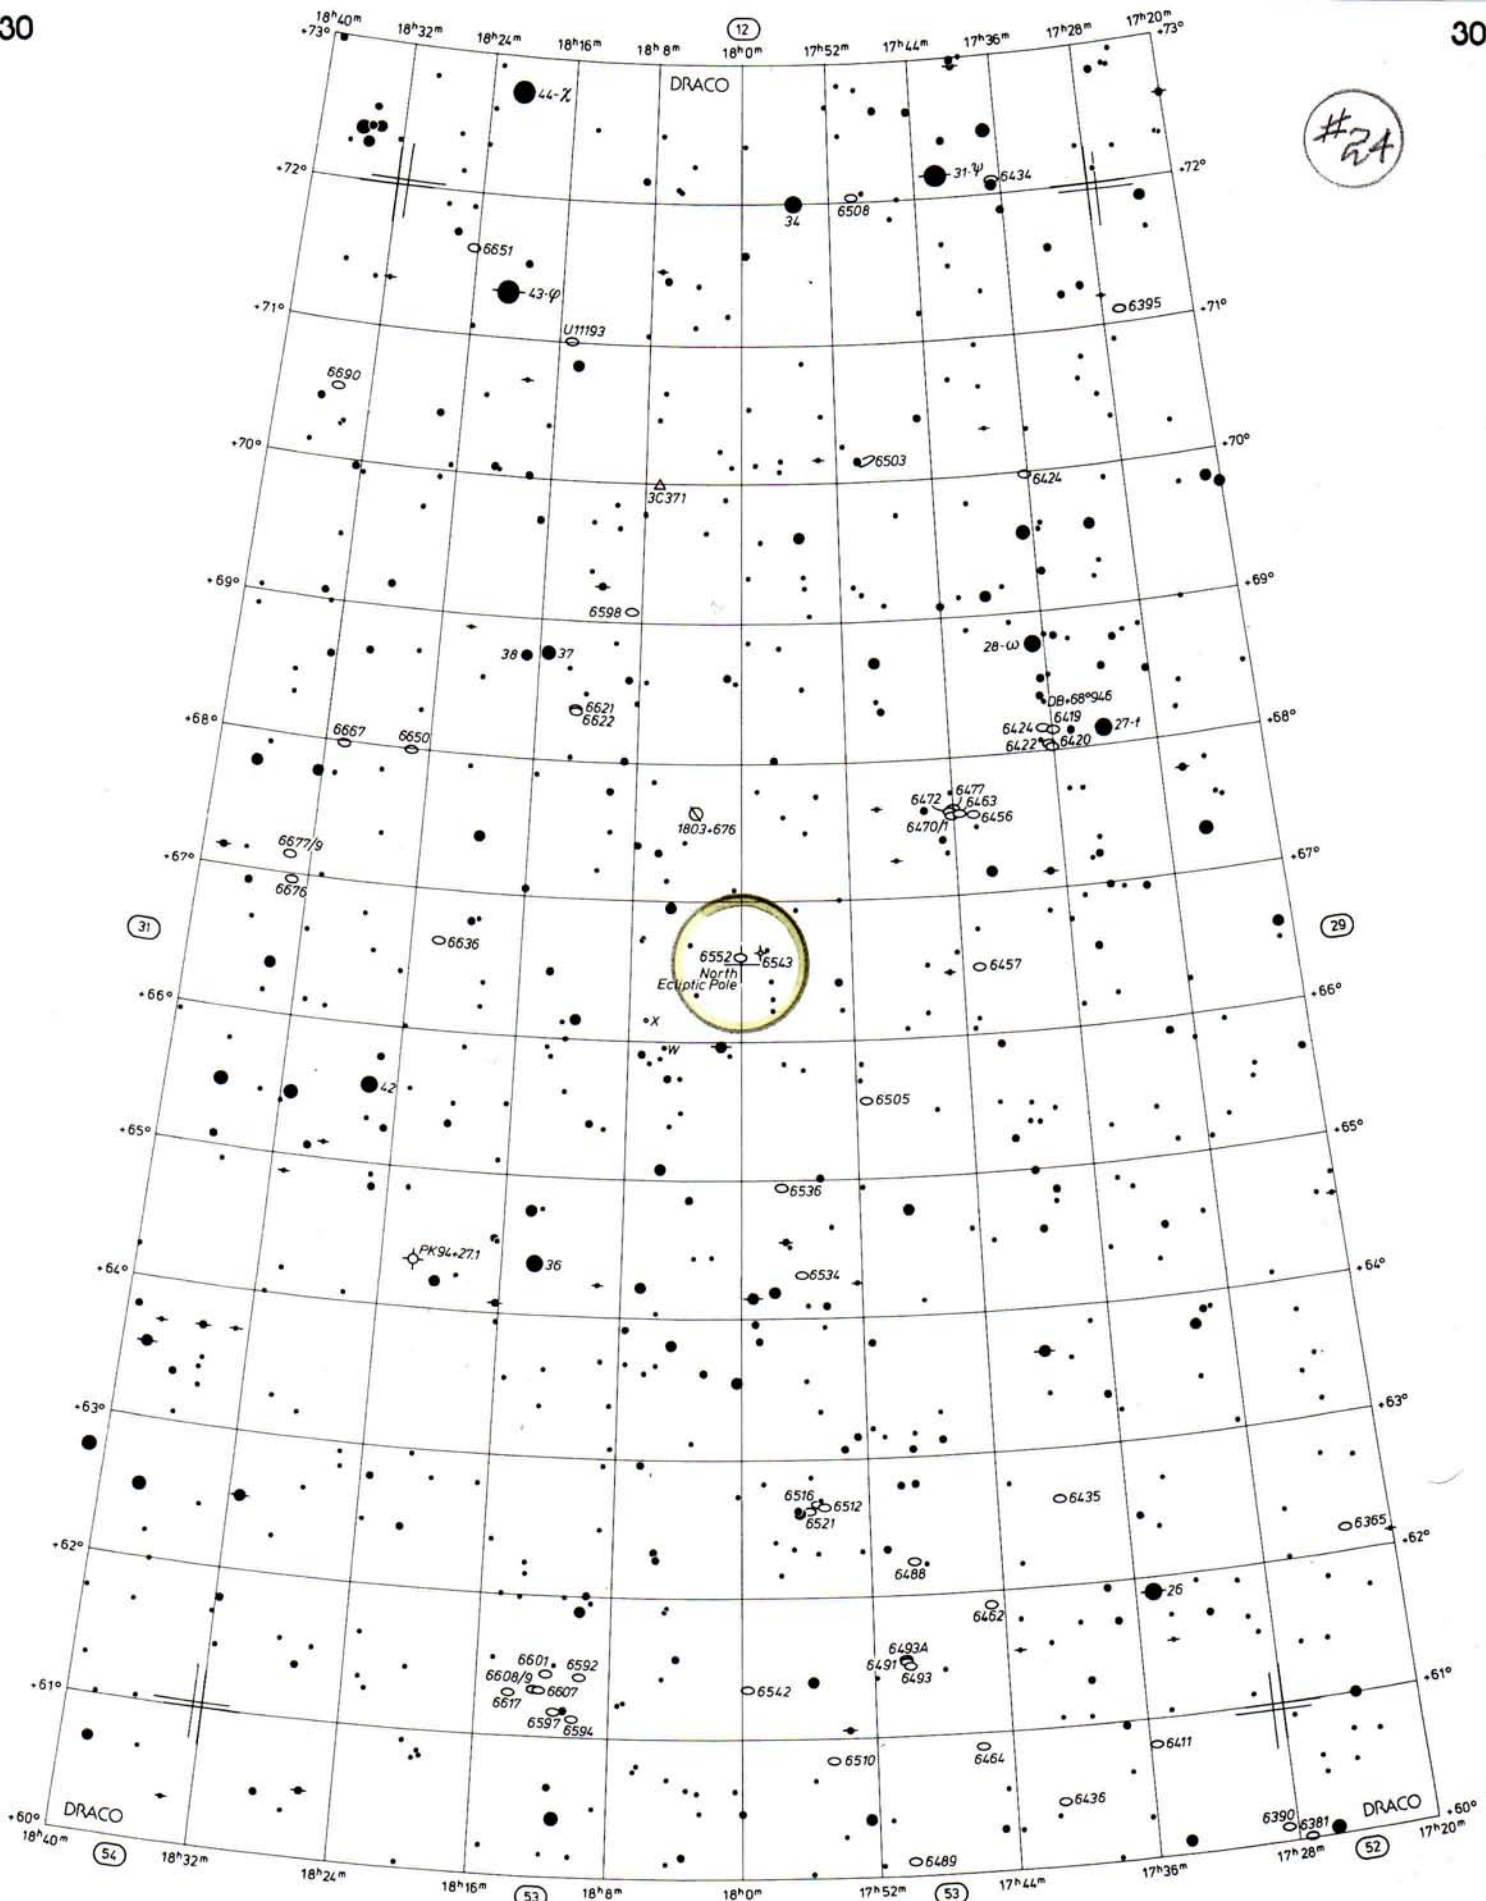 30
30
18h40m
18h32m
18h24m
18h16m
18h8m
12
18h0m
17h52m
17h44m
17h36m
17h28m
17h20m
+73°
+73°
DRACO
44-χ
#24
+72°
31-ψ
6434
+72°
34
6508
6651
43-φ
+71°
6395
+71°
U11193
6690
+70°
+70°
6503
6424
3C371
+69°
+69°
6598
28-ω
38
37
DB+68°946
6621
6622
+68°
+68°
6667
6650
6424
6419
27-f
6422
6420
6477
6472
6463
6456
6470/1
1803+676
6677/9
+67°
+67°
6676
31
29
6636
6552
6543
6457
North
Ecliptic Pole
+66°
+66°
X
W
42
6505
+65°
+65°
6536
PK94+27.1
36
+64°
+64°
6534
+63°
+63°
6516
6512
6435
6521
6365
+62°
+62°
6488
26
6462
6493A
6601
6592
6491
6493
6608/9
6607
6617
6542
+61°
+61°
6597
6594
6464
6411
6510
6436
DRACO
DRACO
+60°
+60°
6390
6381
6489
18h40m
54
18h32m
18h24m
18h16m
53
18h8m
18h0m
17h52m
53
17h44m
17h36m
17h28m
52
17h20m